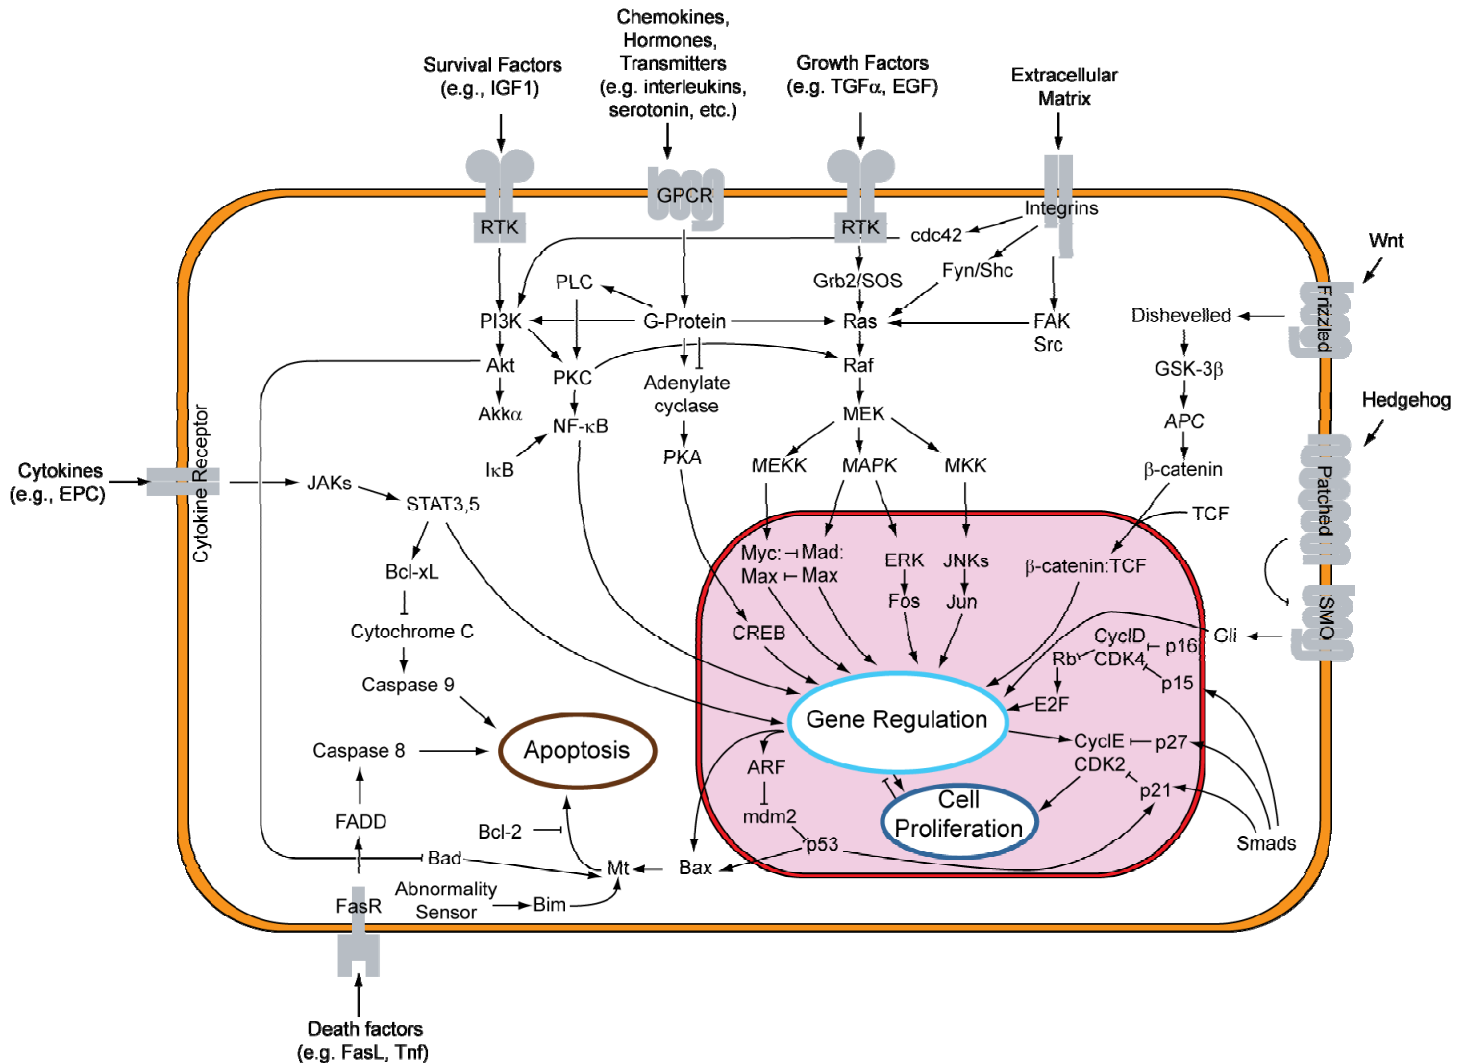 Chemokines,
Hormones,
Transmitters
(e.g. interleukins,
serotonin, etc.)
Survival Factors
(e.g., IGF1)
Growth Factors
(e.g. TGFα, EGF)
Extracellular
Matrix
RTK
GPCR
RTK
Integrins
cdc42
Fyn/Shc
Grb2/SOS
Wnt
Frizzled
PLC
PI3K
G-Protein
Ras
FAK
Src
Dishevelled
Akt
PKC
Adenylate
cyclase
Raf
GSK-3β
Akkα
NF-κB
MEK
APC
Hedgehog
IκB
PKA
MEKK
MAPK
MKK
β-catenin
Patched
Cytokines
(e.g., EPC)
Cytokine Receptor
JAKs
STAT3,5
TCF
Myc:
Mad:
Max
Max
ERK
JNKs
β-catenin:TCF
Bcl-xL
Fos
Jun
SMO
Cytochrome C
CREB
Gli
CyclD
CDK4
p16
Rb
p15
Caspase 9
E2F
Gene Regulation
Caspase 8
Apoptosis
ARF
CyclE
CDK2
p27
p21
FADD
Bcl-2
mdm2
Cell
Proliferation
p53
Smads
Bad
Mt
Bax
FasR
Abnormality
Sensor
Bim
Death factors
(e.g. FasL, Tnf)